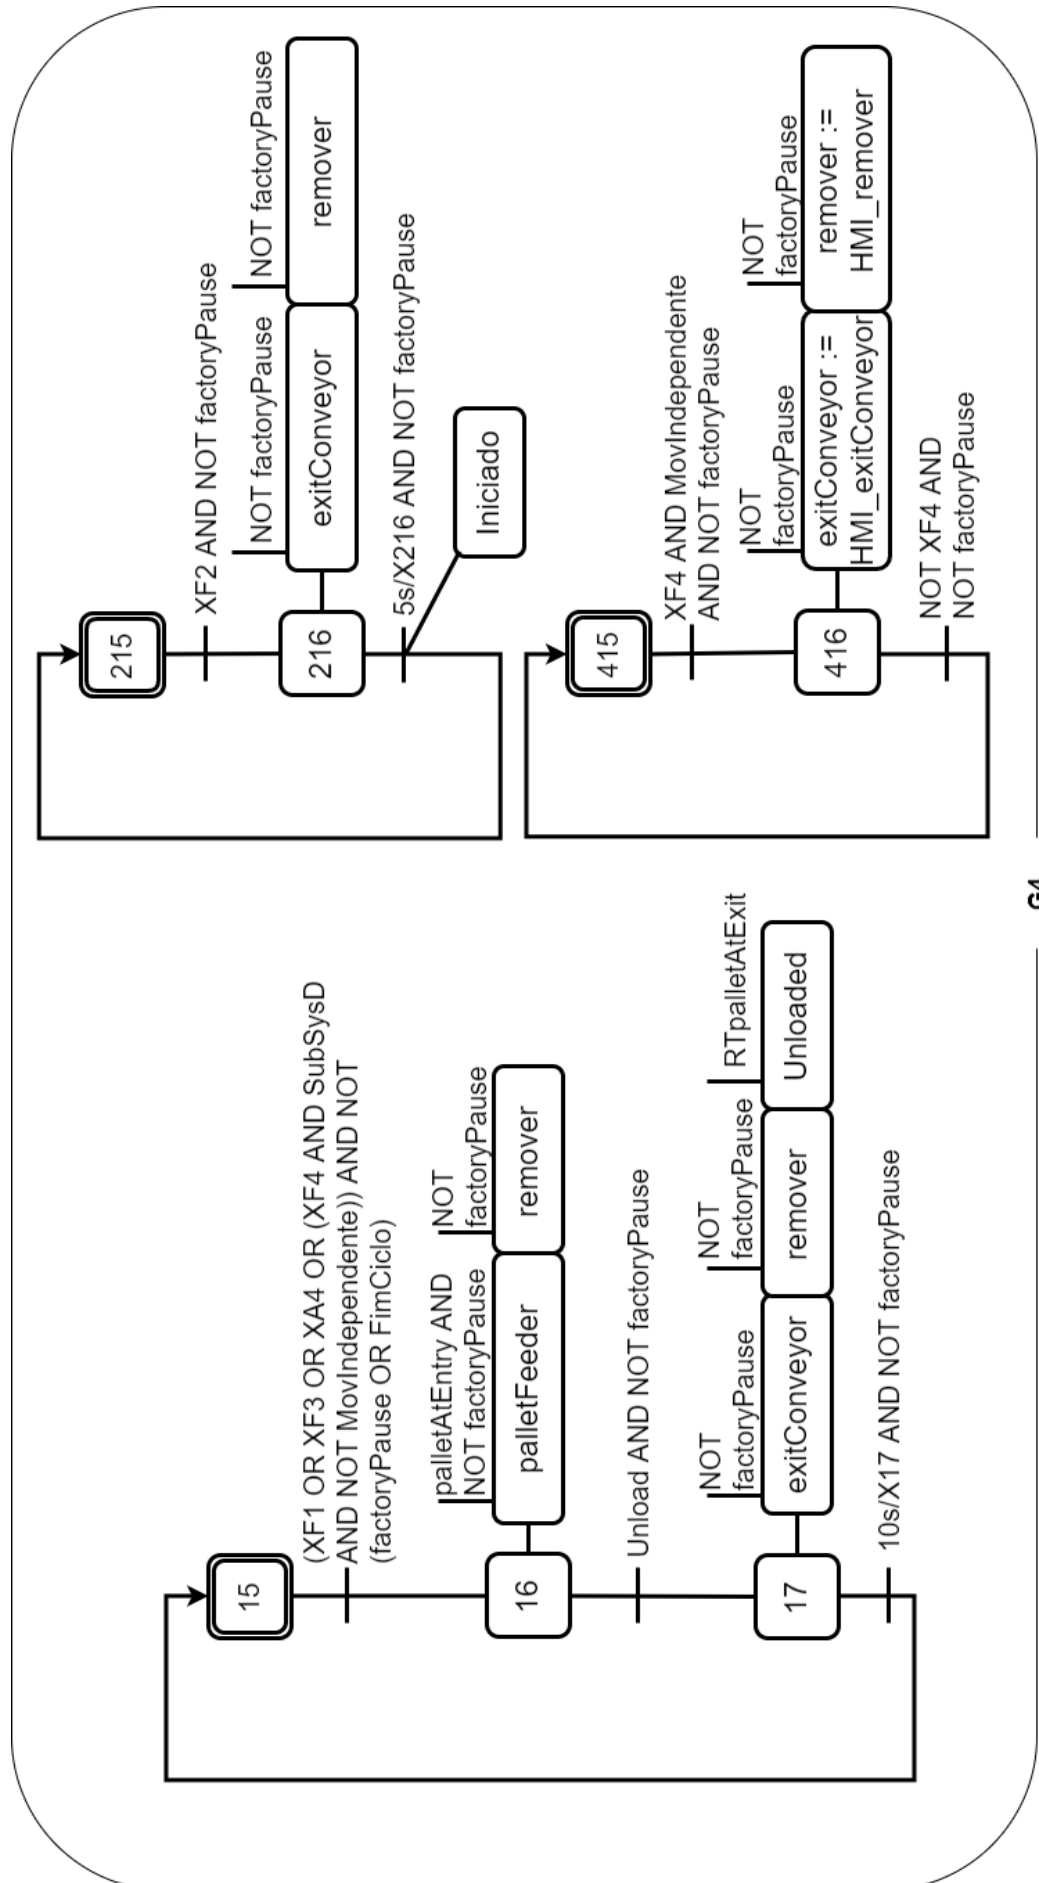 15
(XF1 OR XF3 OR XA4 OR (XF4 AND SubSysD
AND NOT MovIndependente)) AND NOT
(factoryPause OR FimCiclo)
palletAtEntry AND
NOT factoryPause
NOT
factoryPause
16
palletFeeder
remover
Unload AND NOT factoryPause
NOT
factoryPause
NOT
factoryPause
RTpalletAtExit
17
exitConveyor
remover
Unloaded
10s/X17 AND NOT factoryPause
215
XF2 AND NOT factoryPause
NOT factoryPause
NOT factoryPause
216
exitConveyor
remover
5s/X216 AND NOT factoryPause
Iniciado
415
XF4 AND MovIndependente
AND NOT factoryPause
NOT
factoryPause
NOT
factoryPause
416
exitConveyor :=
HMI_exitConveyor
remover :=
HMI_remover
NOT XF4 AND
NOT factoryPause
G4